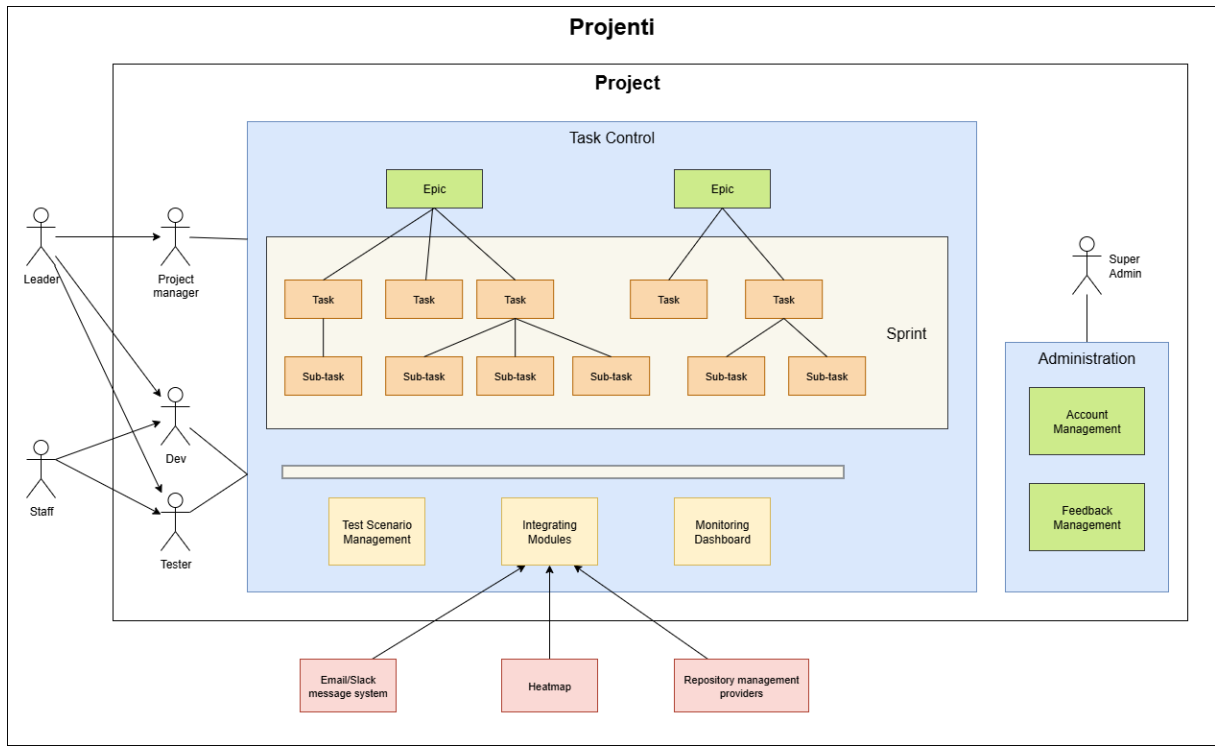 Projenti
Project
Task Control
Epic
Epic
Leader
Project
manager
Super
Admin
Task
Task
Task
Task
Task
Sprint
Sub-task
Sub-task
Sub-task
Sub-task
Sub-task
Sub-task
Administration
Account
Management
Dev
Staff
Tester
Test Scenario
Management
Integrating
Modules
Monitoring
Dashboard
Feedback
Management
Email/Slack
message system
Heatmap
Repository management
providers